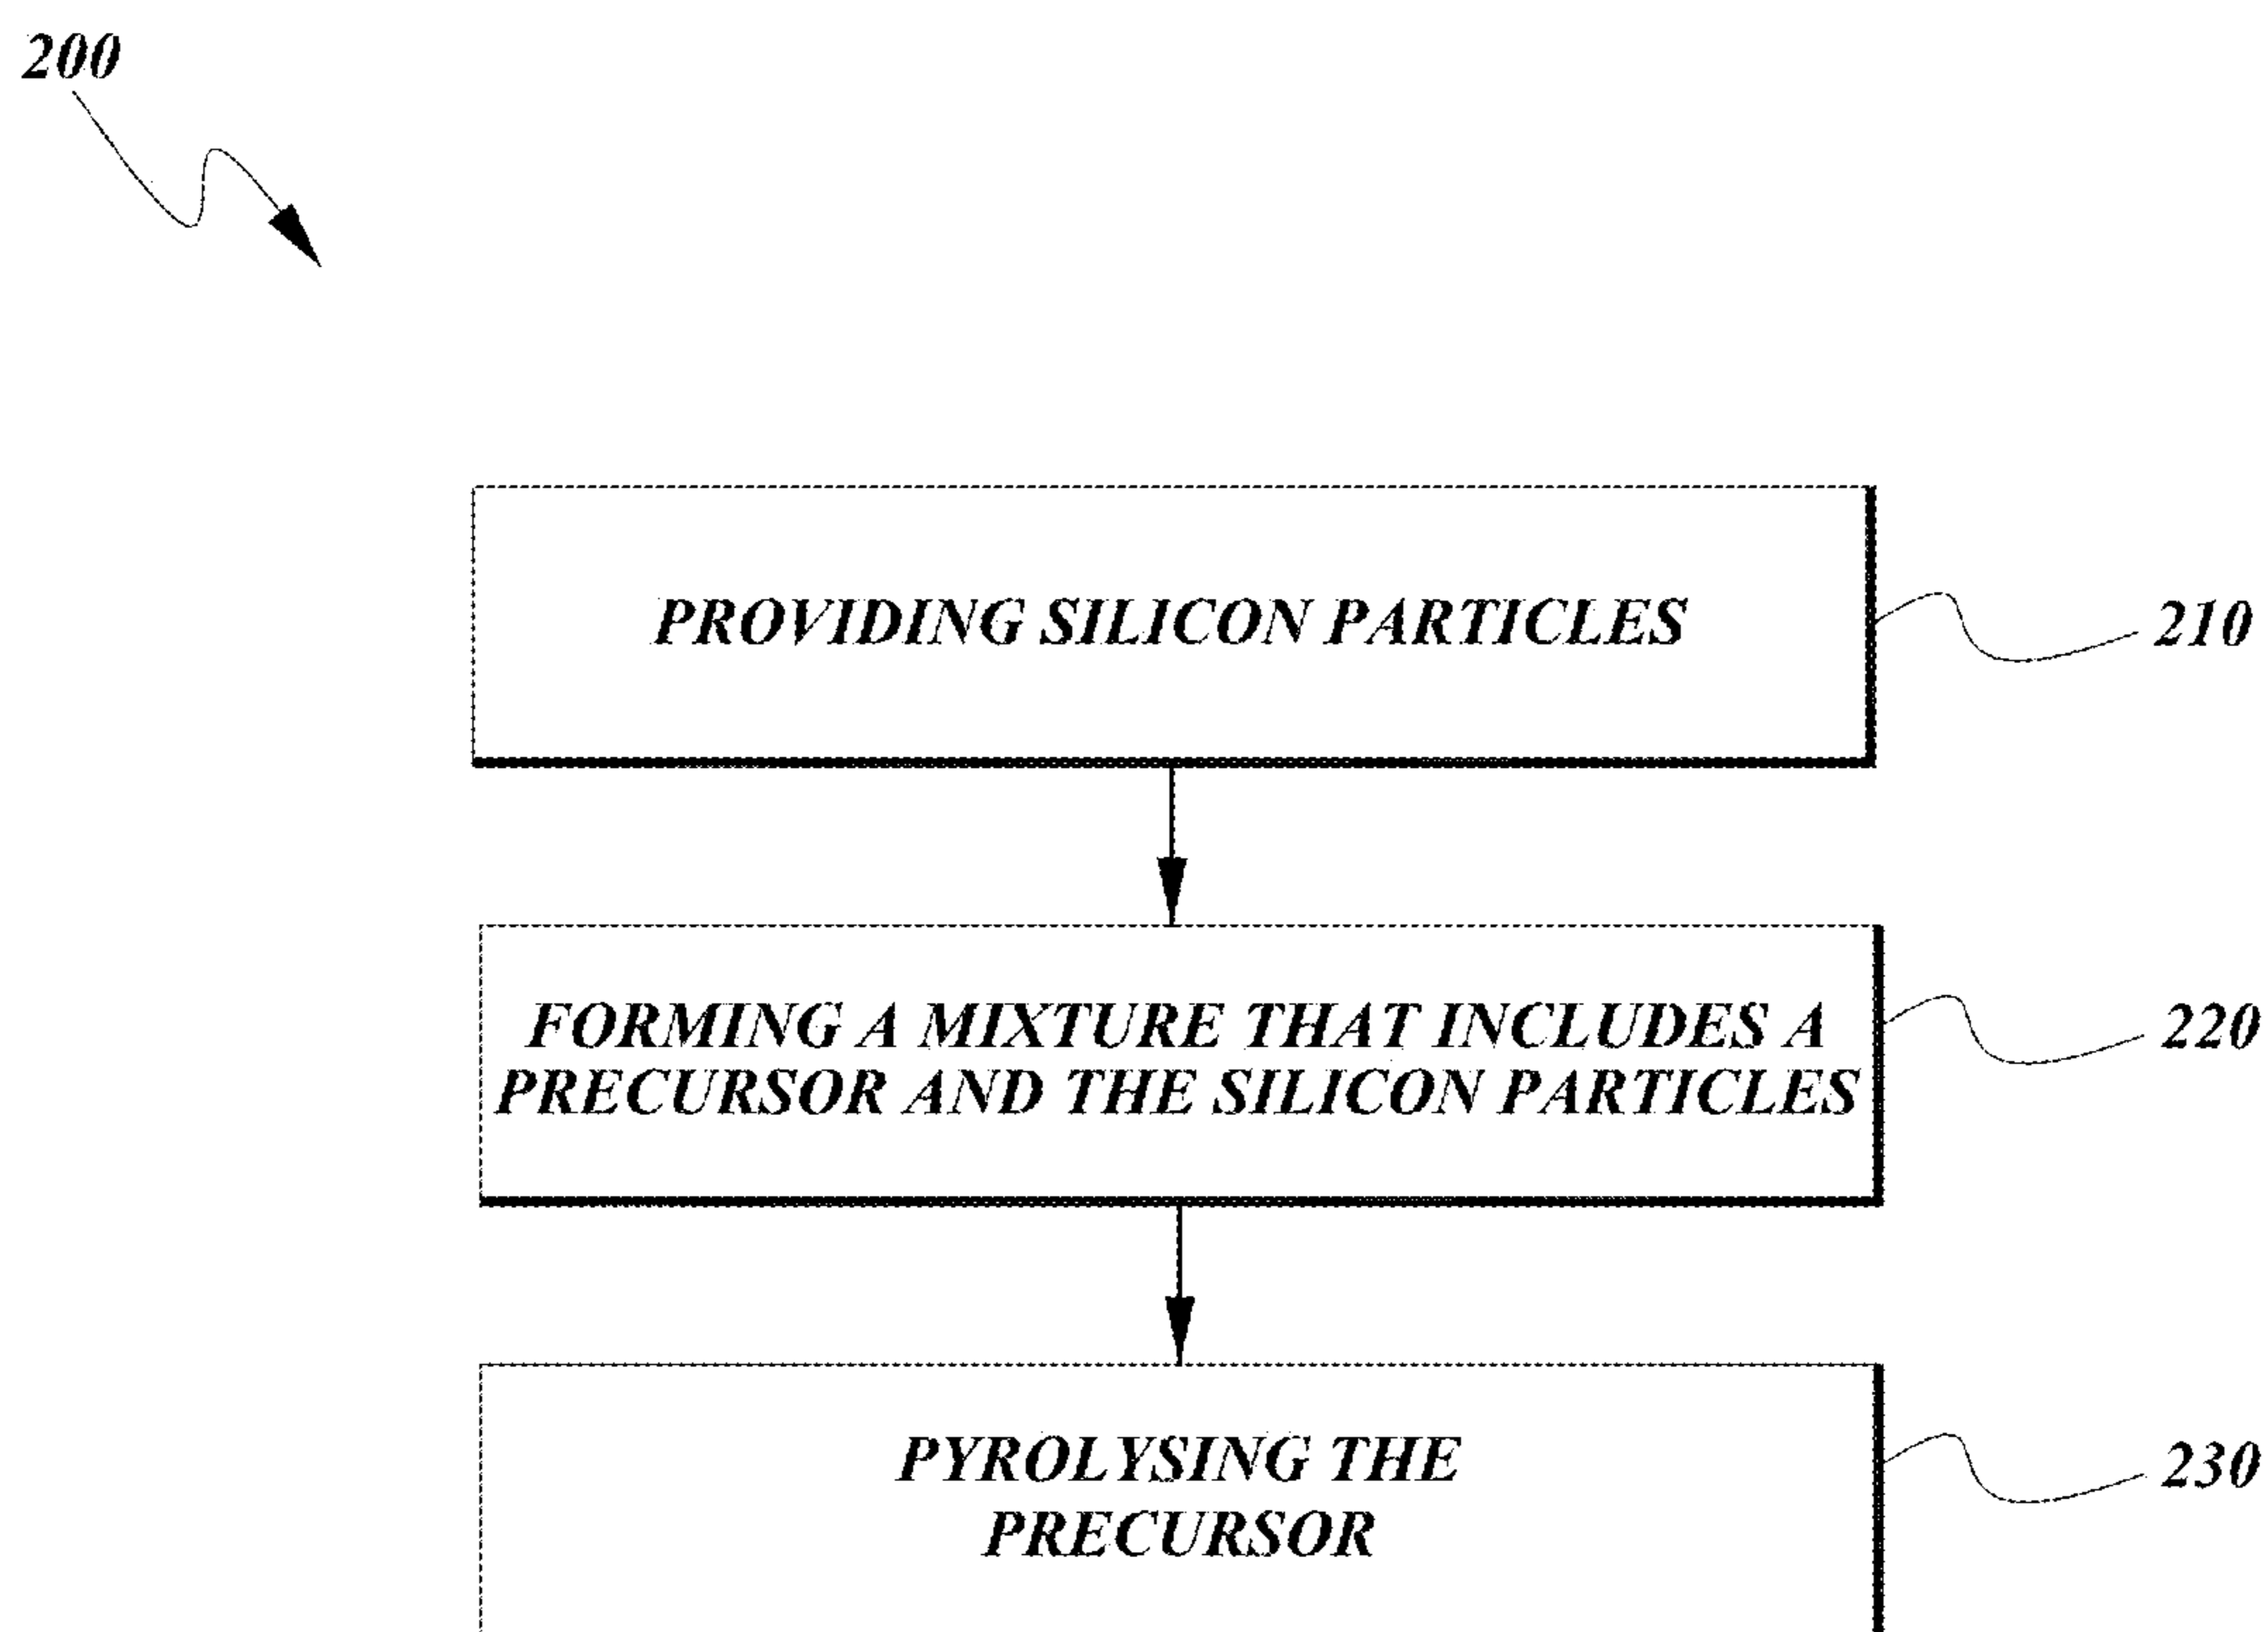 200
PROVIDING SILICON PARTICLES
210
FORMING A MIXTURE THAT INCLUDES A
PRECURSOR AND THE SILICON PARTICLES
220
PYROLYSING THE
PRECURSOR
230